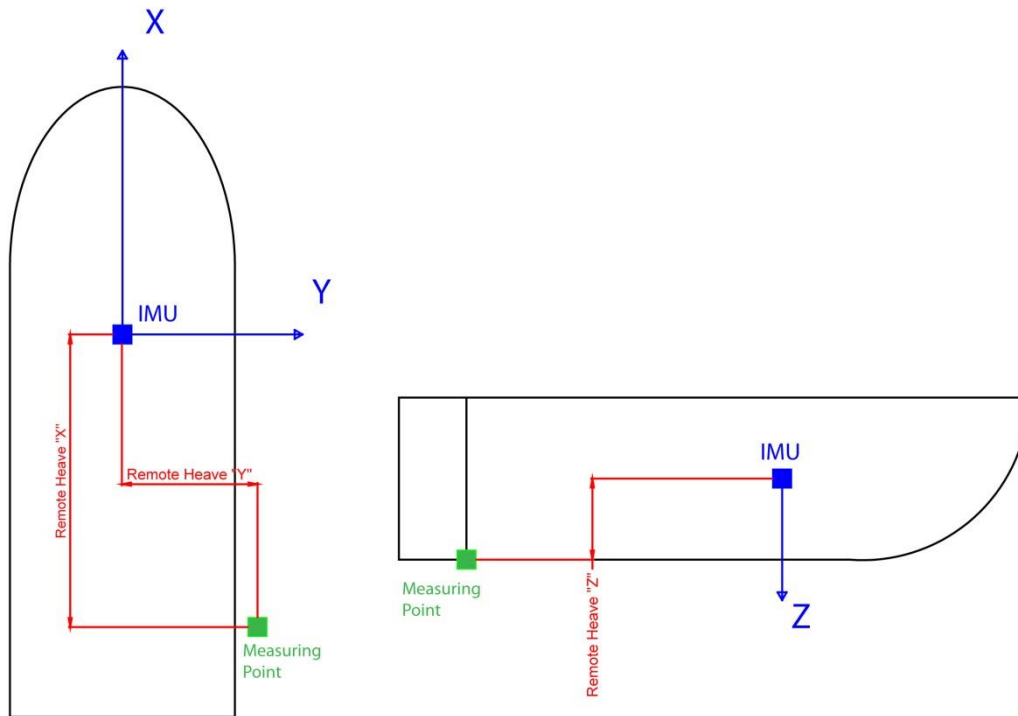 X
Y
IMU
Remote Heave "X"
Remote Heave "Y"
Measuring
Point
IMU
Measuring
Point
Remote Heave "Z"
Z